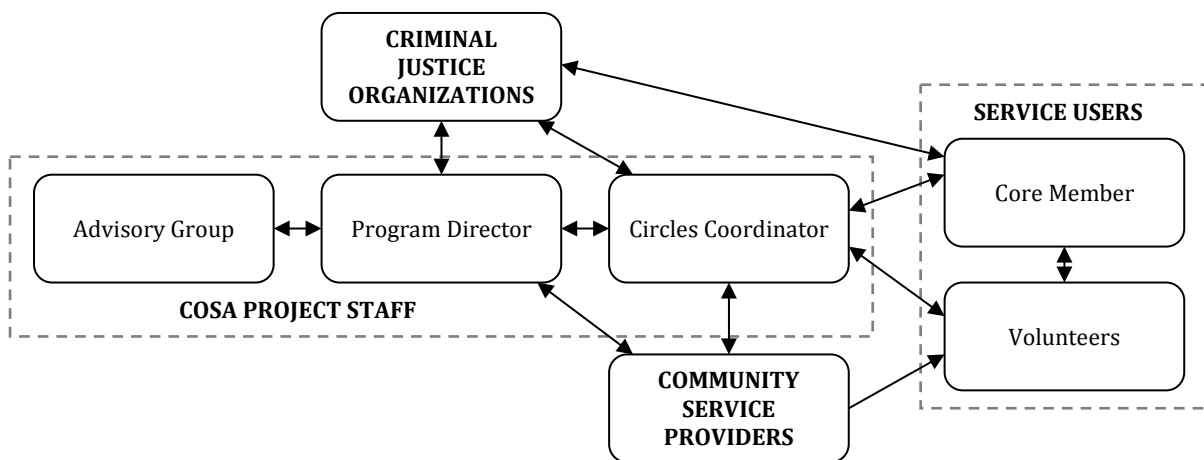 CRIMINAL
JUSTICE
ORGANIZATIONS
SERVICE USERS
Advisory Group
Program Director
Circles Coordinator
Core Member
COSA PROJECT STAFF
Volunteers
COMMUNITY
SERVICE
PROVIDERS